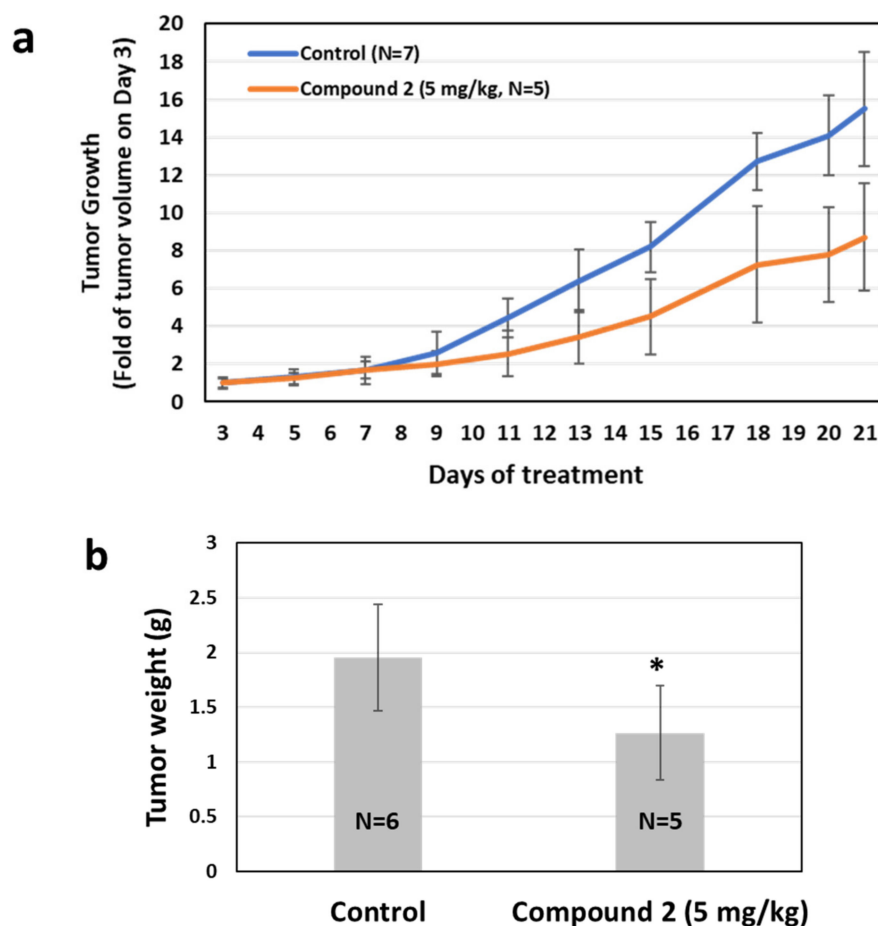 a
Tumor Growth
(Fold of tumor volume on Day 3)
20
18
16
14
12
10
8
6
4
2
0
Control (N=7)
Compound 2 (5 mg/kg, N=5)
3 4 5 6 7 8 9 10 11 12 13 14 15 16 17 18 19 20 21
Days of treatment
b
Tumor weight (g)
3
2.5
2
1.5
1
0.5
0
*
N=6 N=5
Control Compound 2 (5 mg/kg)